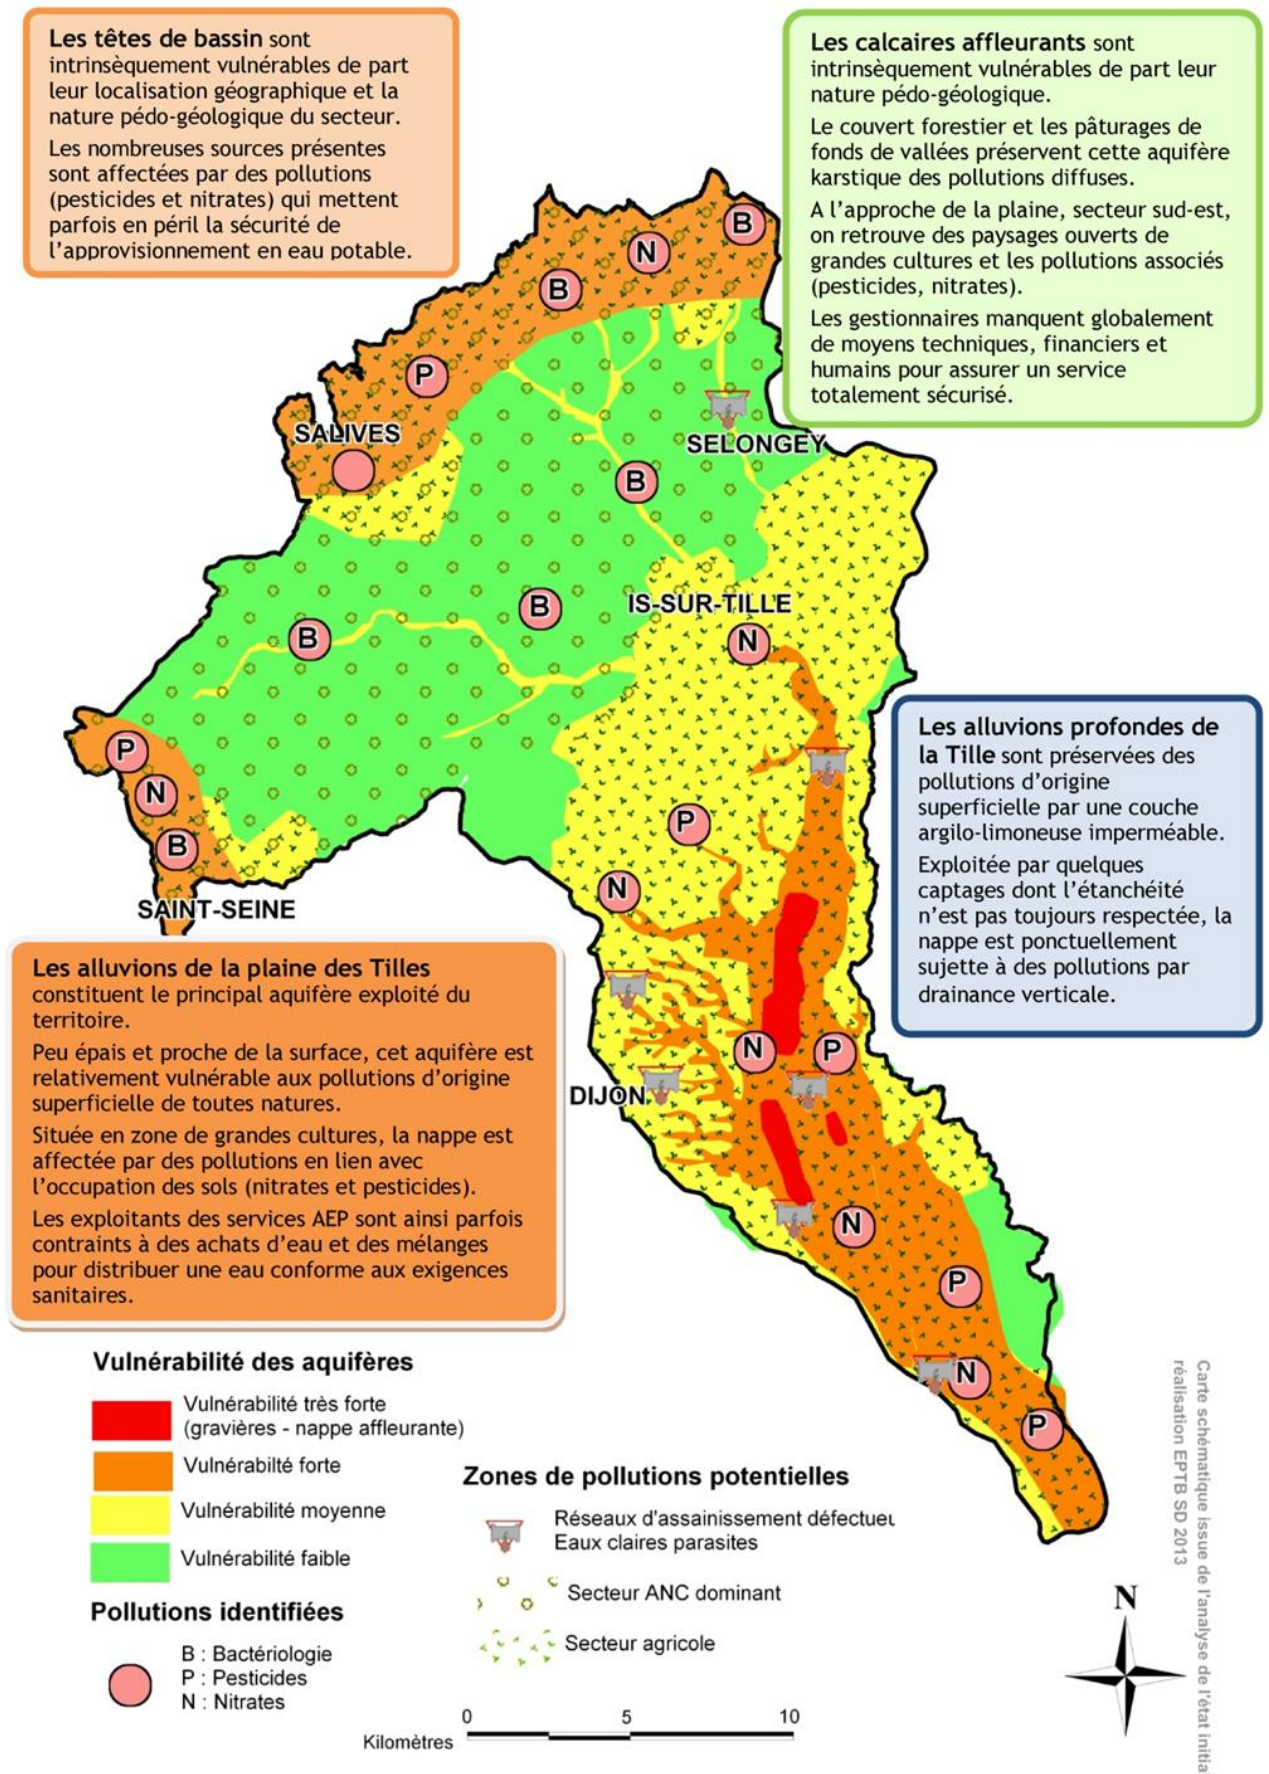 Les têtes de bassin sont
intrinsèquement vulnérables de part
leur localisation géographique et la
nature pédo-géologique du secteur.
Les nombreuses sources présentes
sont affectées par des pollutions
(pesticides et nitrates) qui mettent
parfois en péril la sécurité de
l'approvisionnement en eau potable.
Les calcaires affleurants sont
intrinsèquement vulnérables de part leur
nature pédo-géologique.
Le couvert forestier et les pâturages de
fonds de vallées préservent cette aquifère
karstique des pollutions diffuses.
A l'approche de la plaine, secteur sud-est,
on retrouve des paysages ouverts de
grandes cultures et les pollutions associés
(pesticides, nitrates).
Les gestionnaires manquent globalement
de moyens techniques, financiers et
humains pour assurer un service
totalement sécurisé.
B
N
B
P
SALIVES
SELONGEY
B
B
IS-SUR-TILLE
B
N
P
N
B
SAINT-SEINE
P
N
N
P
DIJON
N
P
N
P
Les alluvions profondes de
la Tille sont préservées des
pollutions d'origine
superficielle par une couche
argilo-limoneuse imperméable.
Exploitée par quelques
captages dont l'étanchéité
n'est pas toujours respectée, la
nappe est ponctuellement
sujette à des pollutions par
drainance verticale.
Les alluvions de la plaine des Tilles
constituent le principal aquifère exploité du
territoire.
Peu épais et proche de la surface, cet aquifère est
relativement vulnérable aux pollutions d'origine
superficielle de toutes natures.
Située en zone de grandes cultures, la nappe est
affectée par des pollutions en lien avec
l'occupation des sols (nitrates et pesticides).
Les exploitants des services AEP sont ainsi parfois
contraints à des achats d'eau et des mélanges
pour distribuer une eau conforme aux exigences
sanitaires.
Vulnérabilité des aquifères
Vulnérabilité très forte
(gravières - nappe affleurante)
Vulnérabilté forte
Vulnérabilité moyenne
Vulnérabilité faible
Pollutions identifiées
B : Bactériologie
P : Pesticides
N : Nitrates
Zones de pollutions potentielles
Réseaux d'assainissement défectueu
Eaux claires parasites
Secteur ANC dominant
Secteur agricole
0 5 10
Kilomètres
N
Carte schématique issue de l'analyse de l'état initia
réalisation EPTB SD 2013